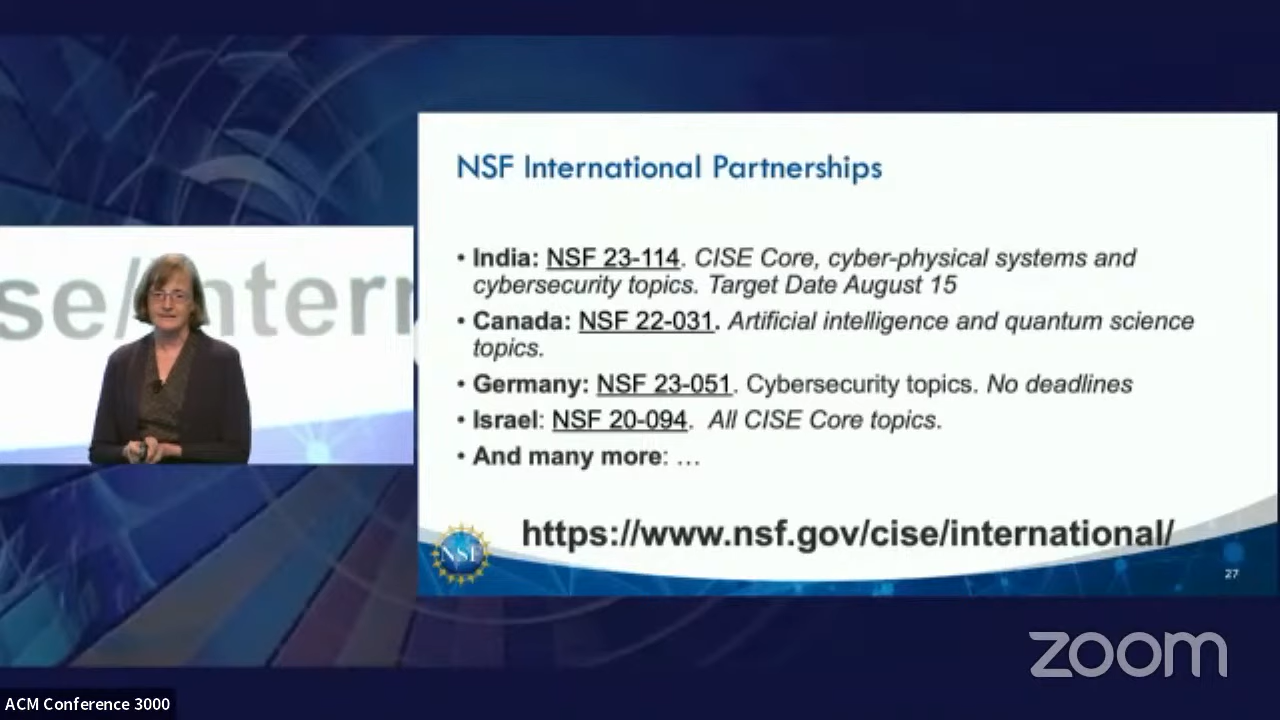 NSF International Partnerships
• India: NSF 23-114. CISE Core, cyber-physical systems and
cybersecurity topics. Target Date August 15
• Canada: NSF 22-031. Artificial intelligence and quantum science
topics.
• Germany: NSF 23-051. Cybersecurity topics. No deadlines
• Israel: NSF 20-094. All CISE Core topics.
• And many more: …
https://www.nsf.gov/cise/international/
NSF
27
se/intern
zoom
ACM Conference 3000